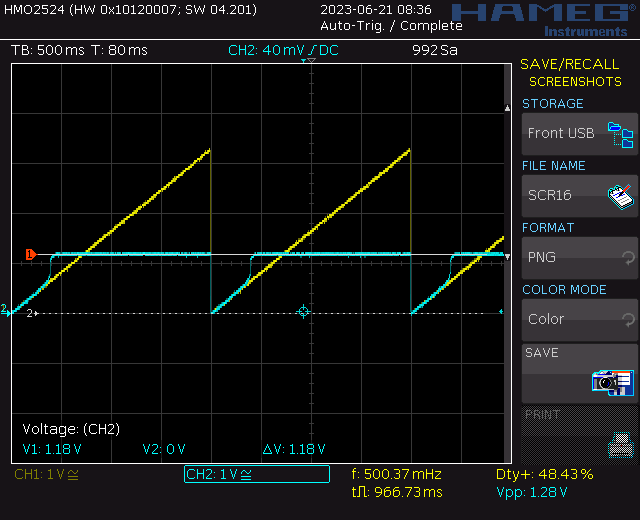 HMO2524 (HW 0x10120007; SW 04.201)
2023-06-21 08:36
HAMEG
Auto-Trig. / Complete
Instruments
TB: 500 ms T: 80 ms
CH2: 40 mV / DC
992 Sa
SAVE/RECALL
SCREENSHOTS
STORAGE
Front USB
FILE NAME
SCR16
FORMAT
PNG
COLOR MODE
Color
SAVE
PRINT
1
2
2
Voltage: (CH2)
V1: 1.18 V
V2: 0 V
ΔV: 1.18 V
CH1: 1 V ≅
CH2: 1 V ≅
f: 500.37 mHz
Dty+: 48.43 %
t: 966.73 ms
Vpp: 1.28 V